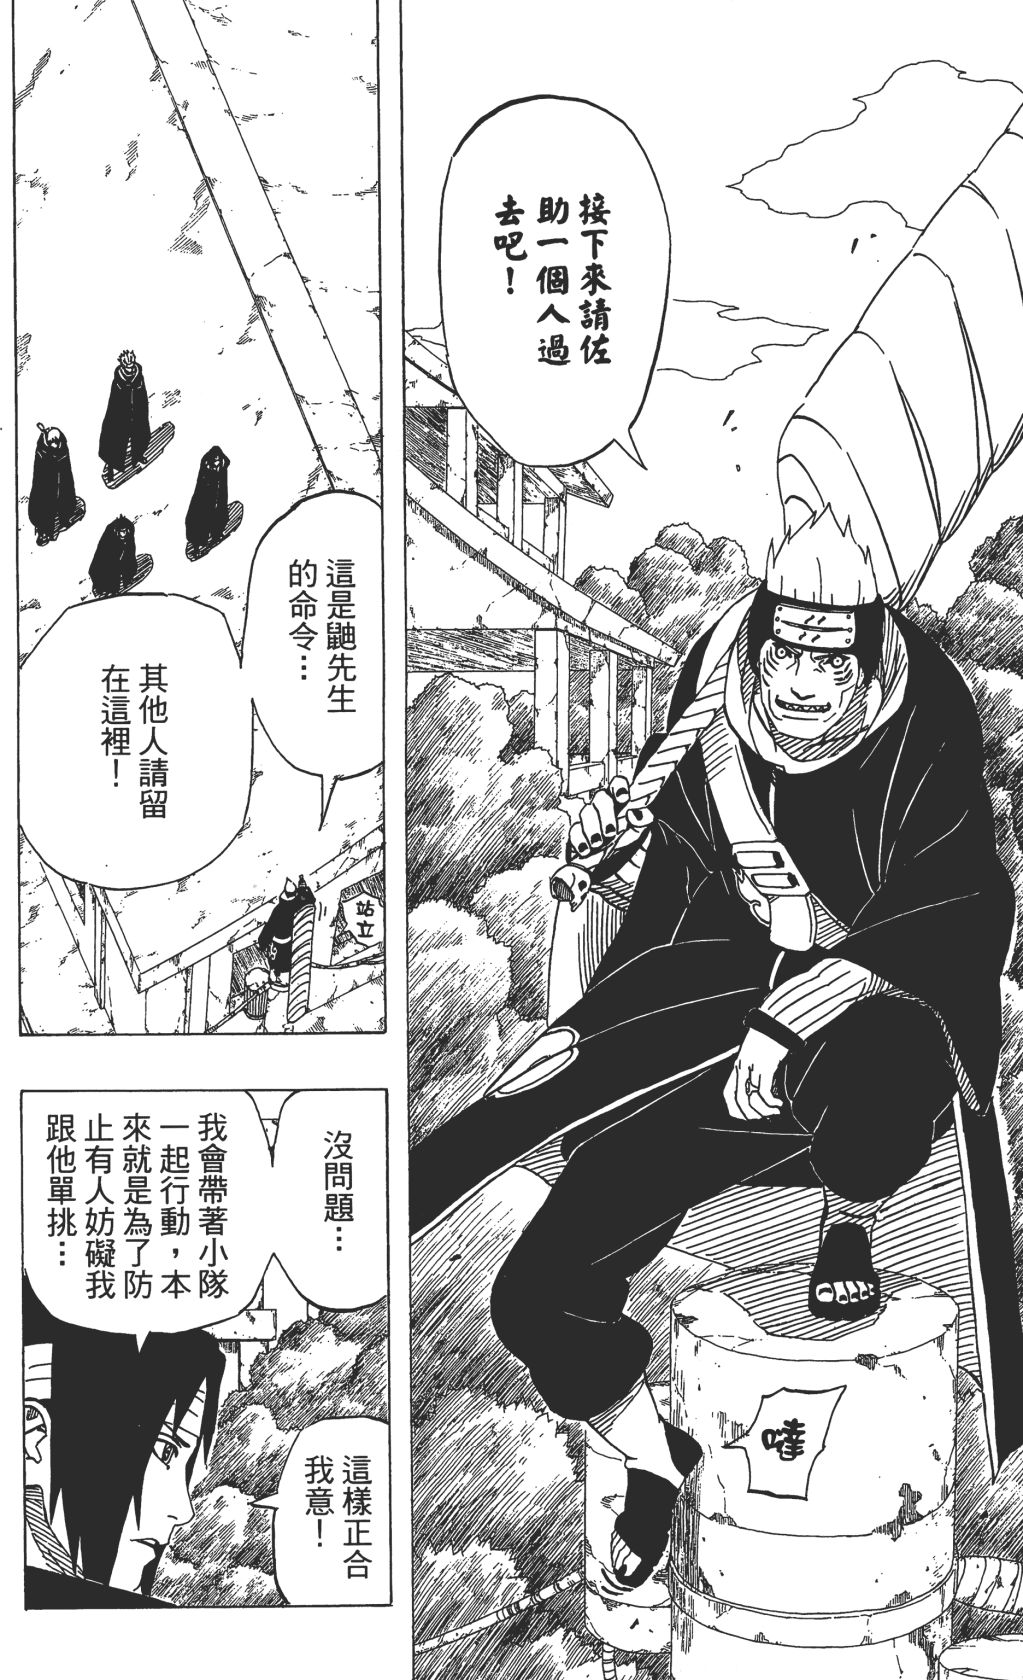 接下來請佐
助一個人過
去吧！
噠
這是鼬先生
的命令…
其他人請留
在這裡！
站立
沒問題…
我會帶著小隊
一起行動，本
來就是為了防
止有人妨礙我
跟他單挑…
這樣正合
我意！